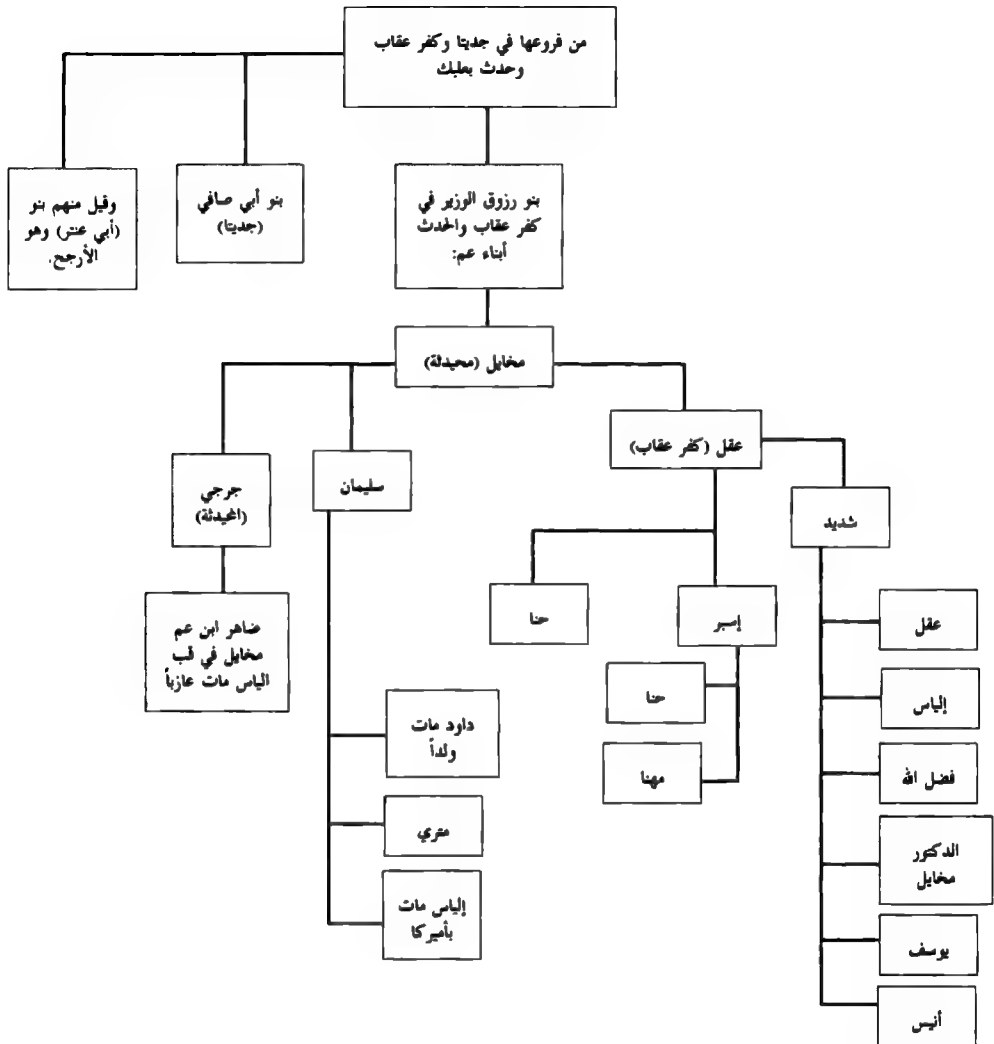 من فروعها في جديتا وكفر عقاب
وحدث بعلبك
بنو رزوق الوزير في
كفر عقاب والحدث
أبناء عم:
بنو أبي صافي
(جديتا)
وقيل منهم بنو
(أبي عنتر) وهو
الأرجح.
مخايل (محيدثة)
عقل (كفر عقاب)
سليمان
جرجي
(المحيدثة)
شديد
حنا
إسبر
ضاهر ابن عم
مخايل في قب
الياس مات عازباً
عقل
حنا
إلياس
داود مات
ولداً
مهنا
فضل الله
متري
الدكتور
مخايل
إلياس مات
بأميركا
يوسف
أنيس